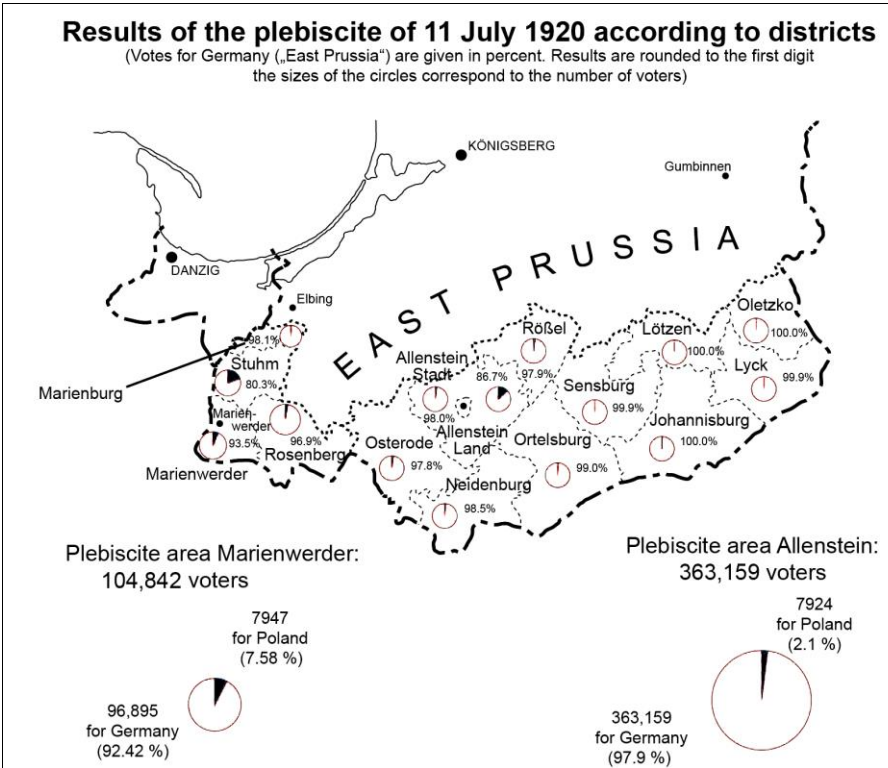 Results of the plebiscite of 11 July 1920 according to districts
(Votes for Germany („East Prussia“) are given in percent. Results are rounded to the first digit
the sizes of the circles correspond to the number of voters)
KÖNIGSBERG
Gumbinnen
DANZIG
EAST PRUSSIA
Elbing
98.1%
Marienburg
Stuhm
80.3%
Marien-
werder
93.5%
Marienwerder
96.9%
Rosenberg
Allenstein
Stadt
98.0%
86.7%
Allenstein
Land
Rößel
97.9%
Lötzen
100.0%
Oletzko
100.0%
Lyck
99.9%
Sensburg
99.9%
Johannisburg
100.0%
Ortelsburg
99.0%
Osterode
97.8%
Neidenburg
98.5%
Plebiscite area Marienwerder:
104,842 voters
7947
for Poland
(7.58 %)
96,895
for Germany
(92.42 %)
Plebiscite area Allenstein:
363,159 voters
7924
for Poland
(2.1 %)
363,159
for Germany
(97.9 %)